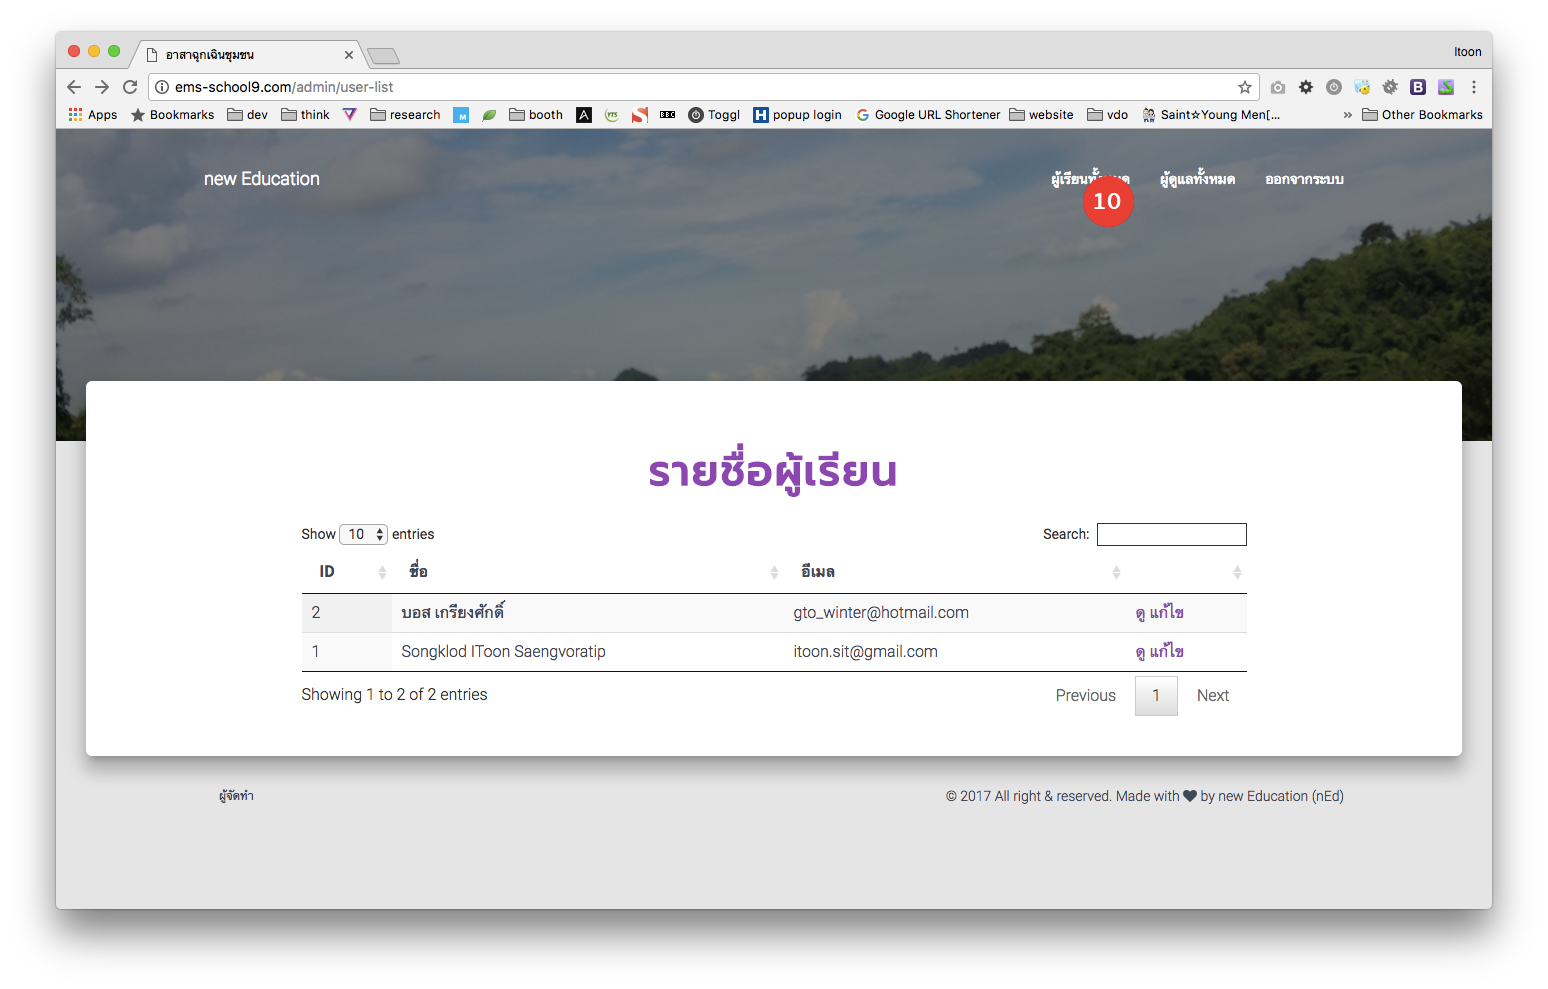 อาสาฉุกเฉินชุมชน
Itoon
ems-school9.com/admin/user-list
Apps Bookmarks dev think research M booth A YTS S BBC Toggl H popup login Google URL Shortener website vdo Saint☆Young Men[... » Other Bookmarks
new Education ผู้เรียนทั้งหมด ผู้ดูแลทั้งหมด ออกจากระบบ
10
รายชื่อผู้เรียน
Show 10 entries Search:
ID ชื่อ อีเมล
2 บอส เกรียงศักดิ์ gto_winter@hotmail.com ดู แก้ไข
1 Songklod IToon Saengvoratip itoon.sit@gmail.com ดู แก้ไข
Showing 1 to 2 of 2 entries Previous 1 Next
ผู้จัดทำ © 2017 All right & reserved. Made with ♥ by new Education (nEd)